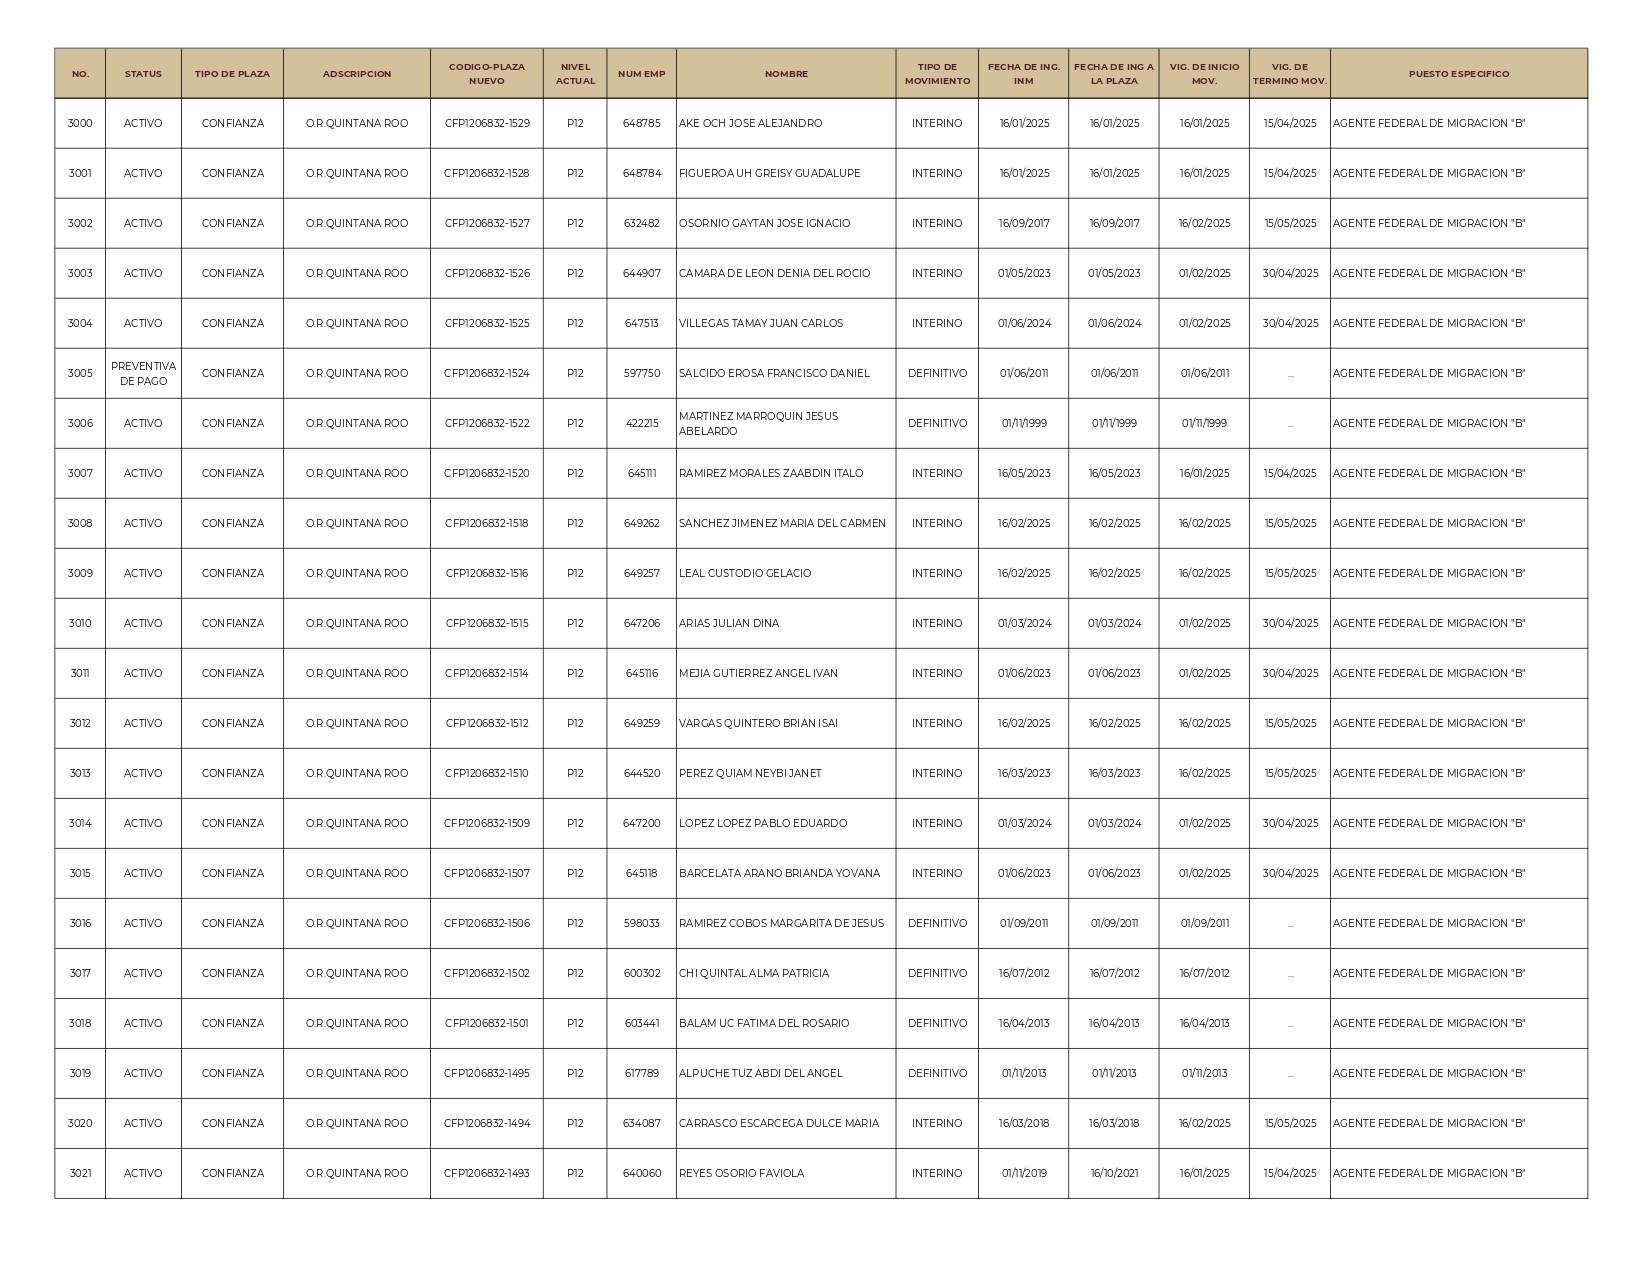 NO. STATUS TIPO DE PLAZA ADSCRIPCION CODIGO-PLAZA NUEVO NIVEL ACTUAL NUM EMP NOMBRE TIPO DE MOVIMIENTO FECHA DE ING. INM FECHA DE ING A LA PLAZA VIG. DE INICIO MOV. VIG. DE TERMINO MOV. PUESTO ESPECIFICO
3000 ACTIVO CONFIANZA O.R.QUINTANA ROO CFP1206832-1529 P12 648785 AKE OCH JOSE ALEJANDRO INTERINO 16/01/2025 16/01/2025 16/01/2025 15/04/2025 AGENTE FEDERAL DE MIGRACION "B"
3001 ACTIVO CONFIANZA O.R.QUINTANA ROO CFP1206832-1528 P12 648784 FIGUEROA UH GREISY GUADALUPE INTERINO 16/01/2025 16/01/2025 16/01/2025 15/04/2025 AGENTE FEDERAL DE MIGRACION "B"
3002 ACTIVO CONFIANZA O.R.QUINTANA ROO CFP1206832-1527 P12 632482 OSORNIO GAYTAN JOSE IGNACIO INTERINO 16/09/2017 16/09/2017 16/02/2025 15/05/2025 AGENTE FEDERAL DE MIGRACION "B"
3003 ACTIVO CONFIANZA O.R.QUINTANA ROO CFP1206832-1526 P12 644907 CAMARA DE LEON DENIA DEL ROCIO INTERINO 01/05/2023 01/05/2023 01/02/2025 30/04/2025 AGENTE FEDERAL DE MIGRACION "B"
3004 ACTIVO CONFIANZA O.R.QUINTANA ROO CFP1206832-1525 P12 647513 VILLEGAS TAMAY JUAN CARLOS INTERINO 01/06/2024 01/06/2024 01/02/2025 30/04/2025 AGENTE FEDERAL DE MIGRACION "B"
3005 PREVENTIVA DE PAGO CONFIANZA O.R.QUINTANA ROO CFP1206832-1524 P12 597750 SALCIDO EROSA FRANCISCO DANIEL DEFINITIVO 01/06/2011 01/06/2011 01/06/2011 ... AGENTE FEDERAL DE MIGRACION "B"
3006 ACTIVO CONFIANZA O.R.QUINTANA ROO CFP1206832-1522 P12 422215 MARTINEZ MARROQUIN JESUS ABELARDO DEFINITIVO 01/11/1999 01/11/1999 01/11/1999 ... AGENTE FEDERAL DE MIGRACION "B"
3007 ACTIVO CONFIANZA O.R.QUINTANA ROO CFP1206832-1520 P12 645111 RAMIREZ MORALES ZAABDIN ITALO INTERINO 16/05/2023 16/05/2023 16/01/2025 15/04/2025 AGENTE FEDERAL DE MIGRACION "B"
3008 ACTIVO CONFIANZA O.R.QUINTANA ROO CFP1206832-1518 P12 649262 SANCHEZ JIMENEZ MARIA DEL CARMEN INTERINO 16/02/2025 16/02/2025 16/02/2025 15/05/2025 AGENTE FEDERAL DE MIGRACION "B"
3009 ACTIVO CONFIANZA O.R.QUINTANA ROO CFP1206832-1516 P12 649257 LEAL CUSTODIO GELACIO INTERINO 16/02/2025 16/02/2025 16/02/2025 15/05/2025 AGENTE FEDERAL DE MIGRACION "B"
3010 ACTIVO CONFIANZA O.R.QUINTANA ROO CFP1206832-1515 P12 647206 ARIAS JULIAN DINA INTERINO 01/03/2024 01/03/2024 01/02/2025 30/04/2025 AGENTE FEDERAL DE MIGRACION "B"
3011 ACTIVO CONFIANZA O.R.QUINTANA ROO CFP1206832-1514 P12 645116 MEJIA GUTIERREZ ANGEL IVAN INTERINO 01/06/2023 01/06/2023 01/02/2025 30/04/2025 AGENTE FEDERAL DE MIGRACION "B"
3012 ACTIVO CONFIANZA O.R.QUINTANA ROO CFP1206832-1512 P12 649259 VARGAS QUINTERO BRIAN ISAI INTERINO 16/02/2025 16/02/2025 16/02/2025 15/05/2025 AGENTE FEDERAL DE MIGRACION "B"
3013 ACTIVO CONFIANZA O.R.QUINTANA ROO CFP1206832-1510 P12 644520 PEREZ QUIAM NEYBI JANET INTERINO 16/03/2023 16/03/2023 16/02/2025 15/05/2025 AGENTE FEDERAL DE MIGRACION "B"
3014 ACTIVO CONFIANZA O.R.QUINTANA ROO CFP1206832-1509 P12 647200 LOPEZ LOPEZ PABLO EDUARDO INTERINO 01/03/2024 01/03/2024 01/02/2025 30/04/2025 AGENTE FEDERAL DE MIGRACION "B"
3015 ACTIVO CONFIANZA O.R.QUINTANA ROO CFP1206832-1507 P12 645118 BARCELATA ARANO BRIANDA YOVANA INTERINO 01/06/2023 01/06/2023 01/02/2025 30/04/2025 AGENTE FEDERAL DE MIGRACION "B"
3016 ACTIVO CONFIANZA O.R.QUINTANA ROO CFP1206832-1506 P12 598033 RAMIREZ COBOS MARGARITA DE JESUS DEFINITIVO 01/09/2011 01/09/2011 01/09/2011 ... AGENTE FEDERAL DE MIGRACION "B"
3017 ACTIVO CONFIANZA O.R.QUINTANA ROO CFP1206832-1502 P12 600302 CHI QUINTAL ALMA PATRICIA DEFINITIVO 16/07/2012 16/07/2012 16/07/2012 ... AGENTE FEDERAL DE MIGRACION "B"
3018 ACTIVO CONFIANZA O.R.QUINTANA ROO CFP1206832-1501 P12 603441 BALAM UC FATIMA DEL ROSARIO DEFINITIVO 16/04/2013 16/04/2013 16/04/2013 ... AGENTE FEDERAL DE MIGRACION "B"
3019 ACTIVO CONFIANZA O.R.QUINTANA ROO CFP1206832-1495 P12 617789 ALPUCHE TUZ ABDI DEL ANGEL DEFINITIVO 01/11/2013 01/11/2013 01/11/2013 ... AGENTE FEDERAL DE MIGRACION "B"
3020 ACTIVO CONFIANZA O.R.QUINTANA ROO CFP1206832-1494 P12 634087 CARRASCO ESCARCEGA DULCE MARIA INTERINO 16/03/2018 16/03/2018 16/02/2025 15/05/2025 AGENTE FEDERAL DE MIGRACION "B"
3021 ACTIVO CONFIANZA O.R.QUINTANA ROO CFP1206832-1493 P12 640060 REYES OSORIO FAVIOLA INTERINO 01/11/2019 16/10/2021 16/01/2025 15/04/2025 AGENTE FEDERAL DE MIGRACION "B"